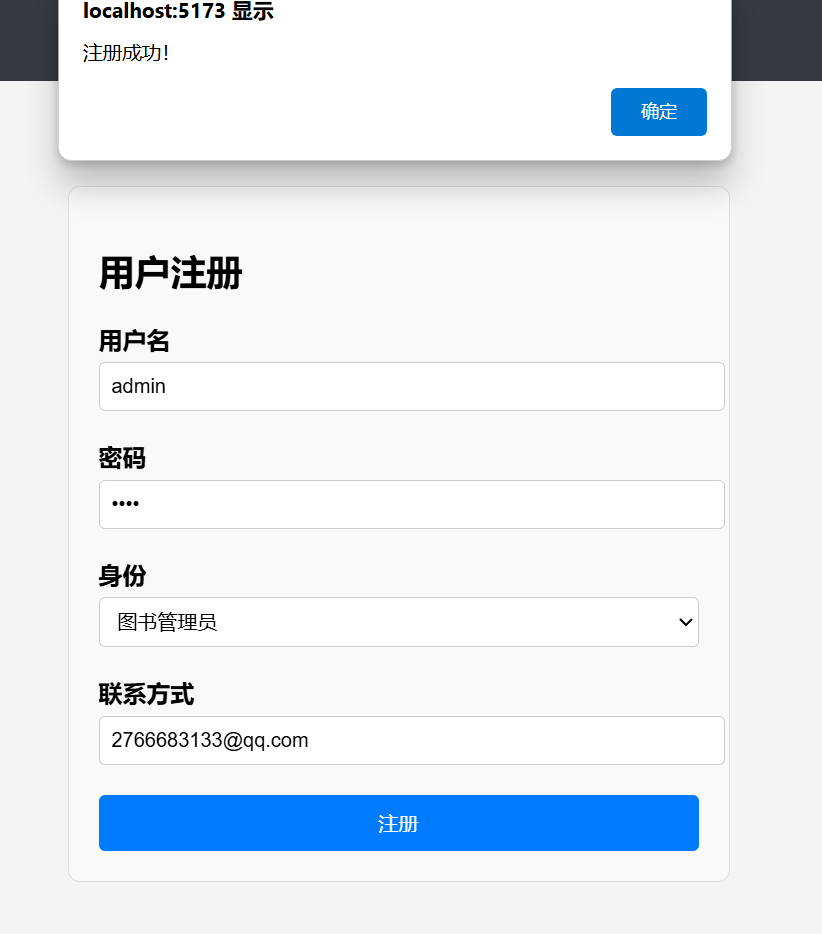 localhost:5173 显示
注册成功！
确定
用户注册
用户名
admin
密码
••••
身份
图书管理员
联系方式
2766683133@qq.com
注册